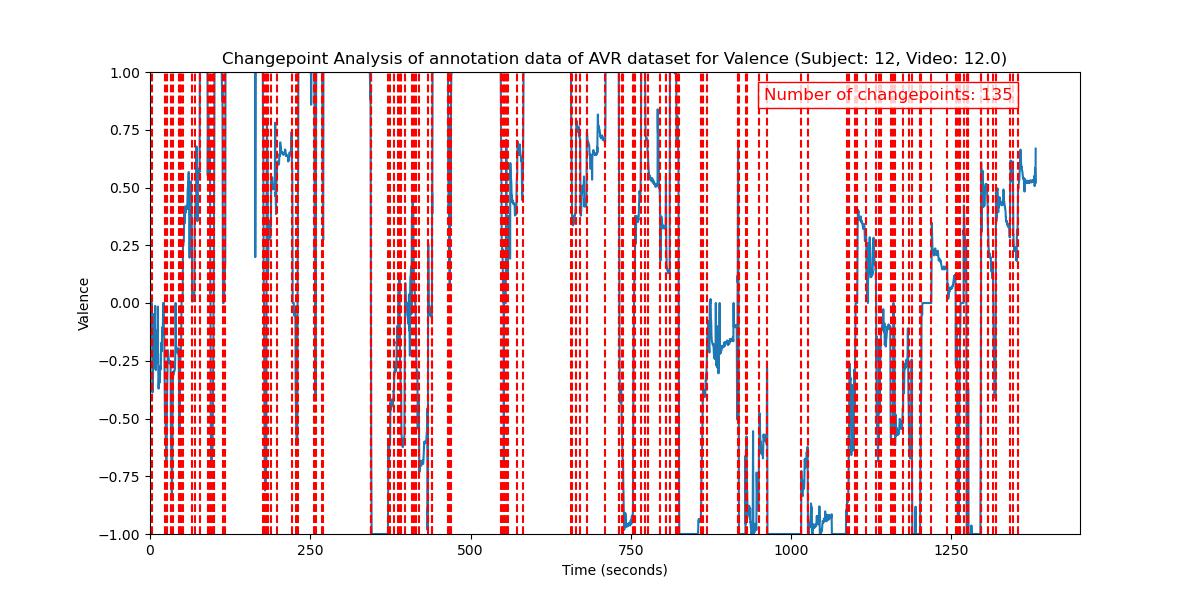 Changepoint Analysis of annotation data of AVR dataset for Valence (Subject: 12, Video: 12.0)
Number of changepoints: 135
Valence
1.00
0.75
0.50
0.25
0.00
−0.25
−0.50
−0.75
−1.00
0 250 500 750 1000 1250
Time (seconds)